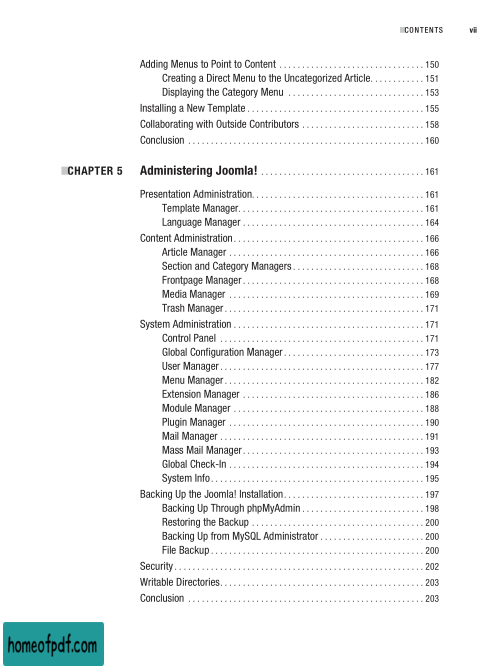 ■CONTENTS vii
Adding Menus to Point to Content . . . . . . . . . . . . . . . . . . . . . . . . . . . . . . . . 150
Creating a Direct Menu to the Uncategorized Article. . . . . . . . . . . . 151
Displaying the Category Menu . . . . . . . . . . . . . . . . . . . . . . . . . . . . . . 153
Installing a New Template . . . . . . . . . . . . . . . . . . . . . . . . . . . . . . . . . . . . . . . 155
Collaborating with Outside Contributors . . . . . . . . . . . . . . . . . . . . . . . . . . . 158
Conclusion . . . . . . . . . . . . . . . . . . . . . . . . . . . . . . . . . . . . . . . . . . . . . . . . . . . . 160
■CHAPTER 5 Administering Joomla! . . . . . . . . . . . . . . . . . . . . . . . . . . . . . . . . . . . . 161
Presentation Administration. . . . . . . . . . . . . . . . . . . . . . . . . . . . . . . . . . . . . . 161
Template Manager. . . . . . . . . . . . . . . . . . . . . . . . . . . . . . . . . . . . . . . . . 161
Language Manager . . . . . . . . . . . . . . . . . . . . . . . . . . . . . . . . . . . . . . . . 164
Content Administration . . . . . . . . . . . . . . . . . . . . . . . . . . . . . . . . . . . . . . . . . . 166
Article Manager . . . . . . . . . . . . . . . . . . . . . . . . . . . . . . . . . . . . . . . . . . . 166
Section and Category Managers . . . . . . . . . . . . . . . . . . . . . . . . . . . . . 168
Frontpage Manager . . . . . . . . . . . . . . . . . . . . . . . . . . . . . . . . . . . . . . . . 168
Media Manager . . . . . . . . . . . . . . . . . . . . . . . . . . . . . . . . . . . . . . . . . . . 169
Trash Manager . . . . . . . . . . . . . . . . . . . . . . . . . . . . . . . . . . . . . . . . . . . . 171
System Administration . . . . . . . . . . . . . . . . . . . . . . . . . . . . . . . . . . . . . . . . . . 171
Control Panel . . . . . . . . . . . . . . . . . . . . . . . . . . . . . . . . . . . . . . . . . . . . . 171
Global Configuration Manager . . . . . . . . . . . . . . . . . . . . . . . . . . . . . . . 173
User Manager . . . . . . . . . . . . . . . . . . . . . . . . . . . . . . . . . . . . . . . . . . . . . 177
Menu Manager . . . . . . . . . . . . . . . . . . . . . . . . . . . . . . . . . . . . . . . . . . . . 182
Extension Manager . . . . . . . . . . . . . . . . . . . . . . . . . . . . . . . . . . . . . . . . 186
Module Manager . . . . . . . . . . . . . . . . . . . . . . . . . . . . . . . . . . . . . . . . . . 188
Plugin Manager . . . . . . . . . . . . . . . . . . . . . . . . . . . . . . . . . . . . . . . . . . . 190
Mail Manager . . . . . . . . . . . . . . . . . . . . . . . . . . . . . . . . . . . . . . . . . . . . . 191
Mass Mail Manager . . . . . . . . . . . . . . . . . . . . . . . . . . . . . . . . . . . . . . . . 193
Global Check-In . . . . . . . . . . . . . . . . . . . . . . . . . . . . . . . . . . . . . . . . . . . 194
System Info . . . . . . . . . . . . . . . . . . . . . . . . . . . . . . . . . . . . . . . . . . . . . . . 195
Backing Up the Joomla! Installation . . . . . . . . . . . . . . . . . . . . . . . . . . . . . . . 197
Backing Up Through phpMyAdmin . . . . . . . . . . . . . . . . . . . . . . . . . . . 198
Restoring the Backup . . . . . . . . . . . . . . . . . . . . . . . . . . . . . . . . . . . . . . 200
Backing Up from MySQL Administrator . . . . . . . . . . . . . . . . . . . . . . . 200
File Backup . . . . . . . . . . . . . . . . . . . . . . . . . . . . . . . . . . . . . . . . . . . . . . . 200
Security . . . . . . . . . . . . . . . . . . . . . . . . . . . . . . . . . . . . . . . . . . . . . . . . . . . . . . . 202
Writable Directories. . . . . . . . . . . . . . . . . . . . . . . . . . . . . . . . . . . . . . . . . . . . . 203
Conclusion . . . . . . . . . . . . . . . . . . . . . . . . . . . . . . . . . . . . . . . . . . . . . . . . . . . . 203
homeofpdf.com